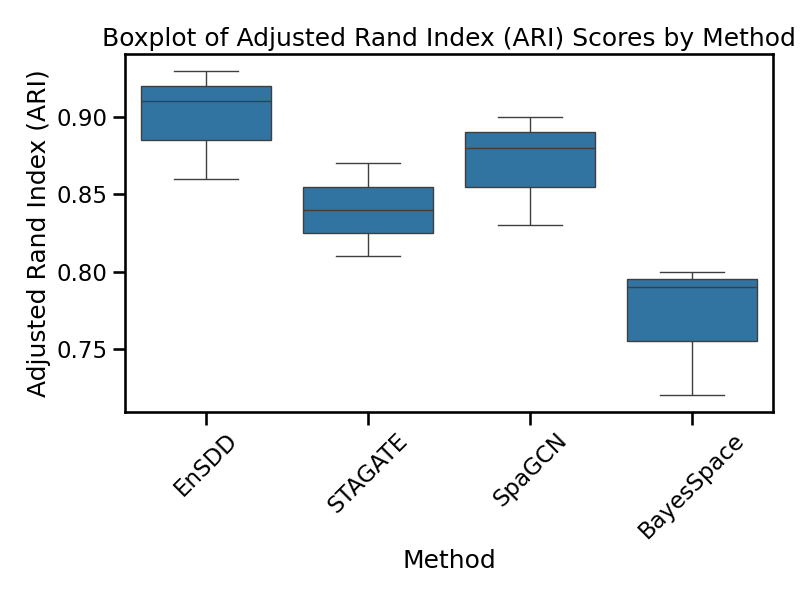 Boxplot of Adjusted Rand Index (ARI) Scores by Method
Adjusted Rand Index (ARI)
0.90
0.85
0.80
0.75
EnSDD
STAGATE
SpaGCN
BayesSpace
Method